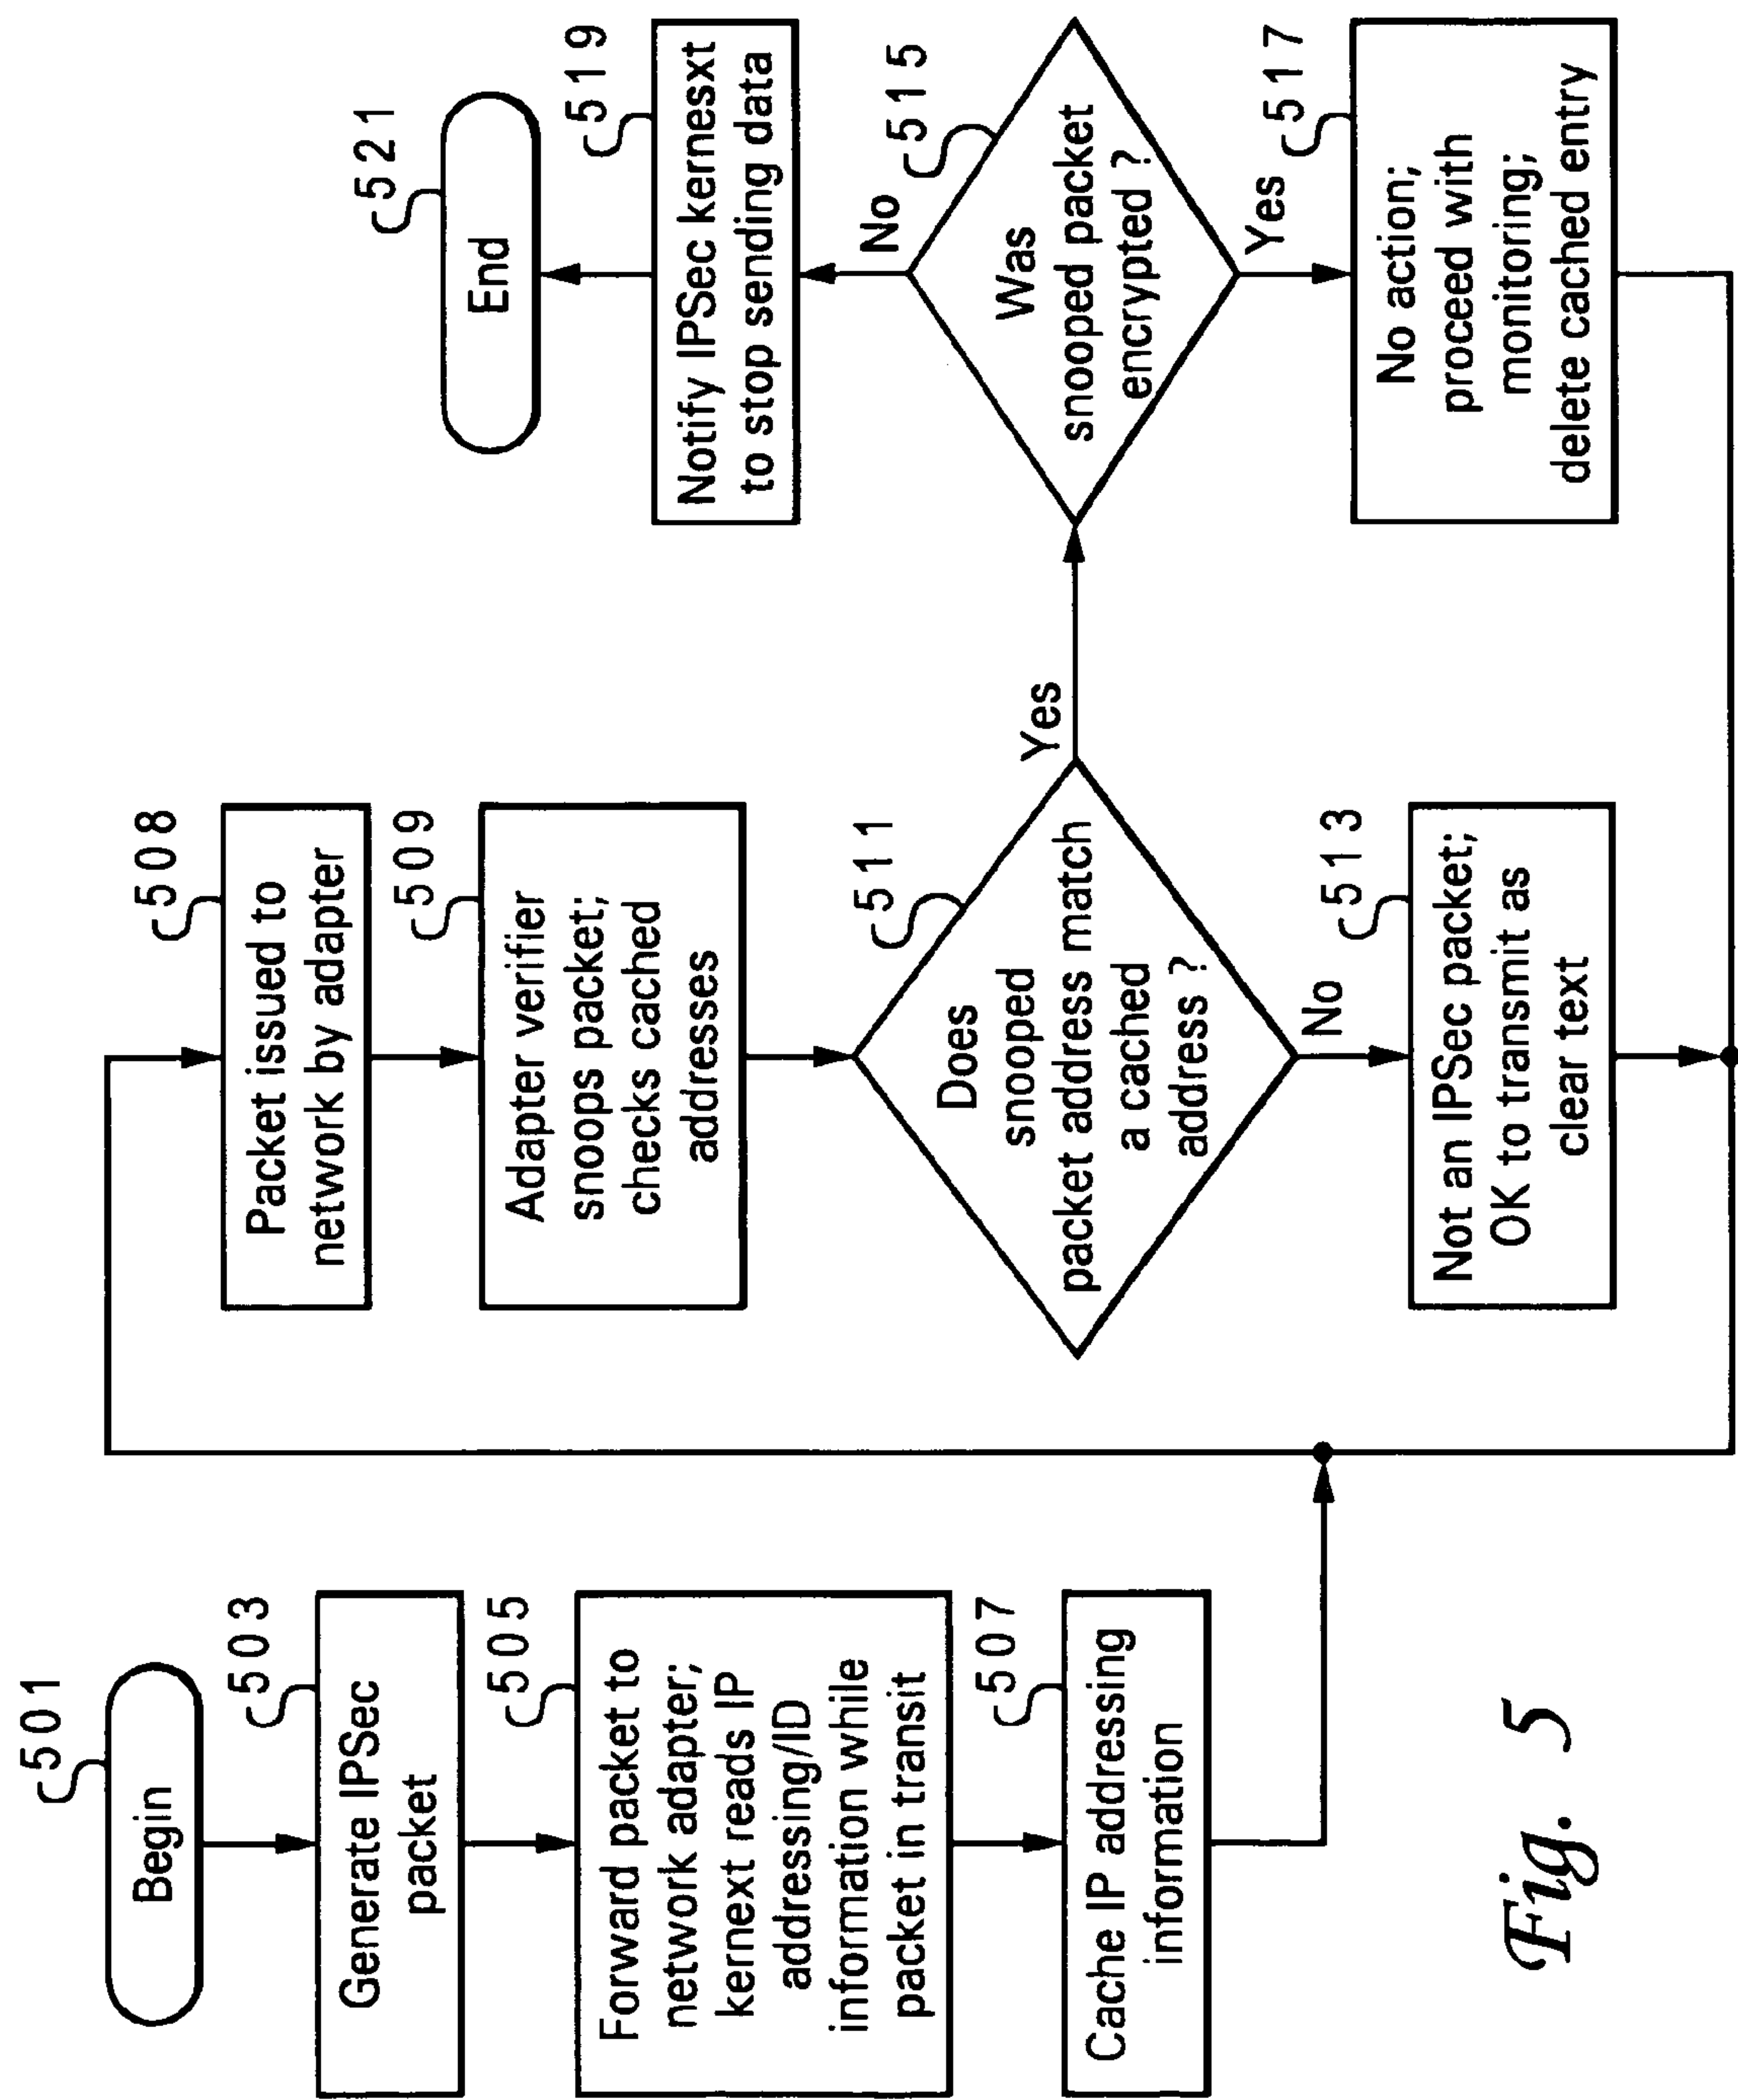 501
Begin
503
Generate IPSec
packet
505
Forward packet to
network adapter;
kernext reads IP
addressing/ID
information while
packet in transit
507
Cache IP addressing
information
508
Packet issued to
network by adapter
509
Adapter verifier
snoops packet;
checks cached
addresses
511
Does
snooped
packet address match
a cached
address ?
Yes
No
513
Not an IPSec packet;
OK to transmit as
clear text
521
End
519
Notify IPSec kernesxt
to stop sending data
No
515
Was
snooped packet
encrypted ?
Yes
517
No action;
proceed with
monitoring;
delete cached entry
Fig. 5